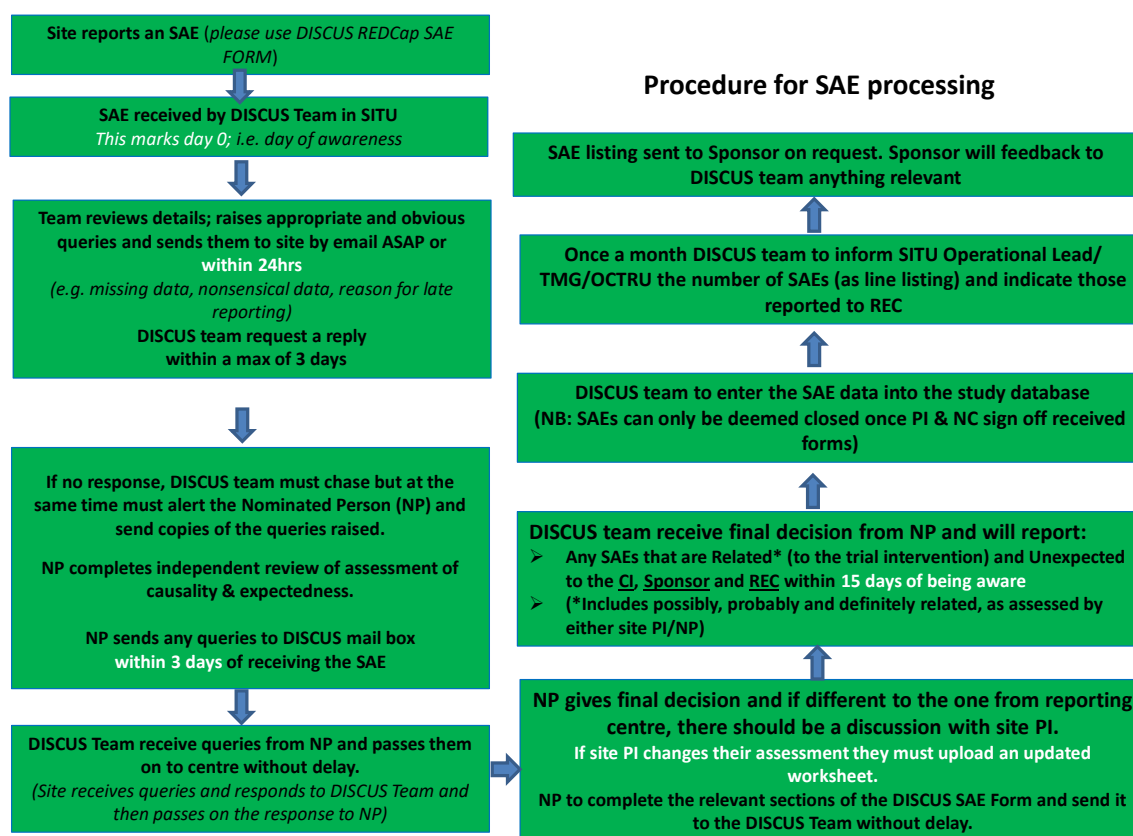 Site reports an SAE (please use DISCUS REDCap SAE
FORM)
SAE received by DISCUS Team in SITU
This marks day 0; i.e. day of awareness
Team reviews details; raises appropriate and obvious
queries and sends them to site by email ASAP or
within 24hrs
(e.g. missing data, nonsensical data, reason for late
reporting)
DISCUS team request a reply
within a max of 3 days
If no response, DISCUS team must chase but at the
same time must alert the Nominated Person (NP) and
send copies of the queries raised.
NP completes independent review of assessment of
causality & expectedness.
NP sends any queries to DISCUS mail box
within 3 days of receiving the SAE
DISCUS Team receive queries from NP and passes them
on to centre without delay.
(Site receives queries and responds to DISCUS Team and
then passes on the response to NP)
Procedure for SAE processing
SAE listing sent to Sponsor on request. Sponsor will feedback to
DISCUS team anything relevant
Once a month DISCUS team to inform SITU Operational Lead/
TMG/OCTRU the number of SAEs (as line listing) and indicate those
reported to REC
DISCUS team to enter the SAE data into the study database
(NB: SAEs can only be deemed closed once PI & NC sign off received
forms)
DISCUS team receive final decision from NP and will report:
➢ Any SAEs that are Related* (to the trial intervention) and Unexpected
to the CI, Sponsor and REC within 15 days of being aware
➢ (*Includes possibly, probably and definitely related, as assessed by
either site PI/NP)
NP gives final decision and if different to the one from reporting
centre, there should be a discussion with site PI.
If site PI changes their assessment they must upload an updated
worksheet.
NP to complete the relevant sections of the DISCUS SAE Form and send it
to the DISCUS Team without delay.